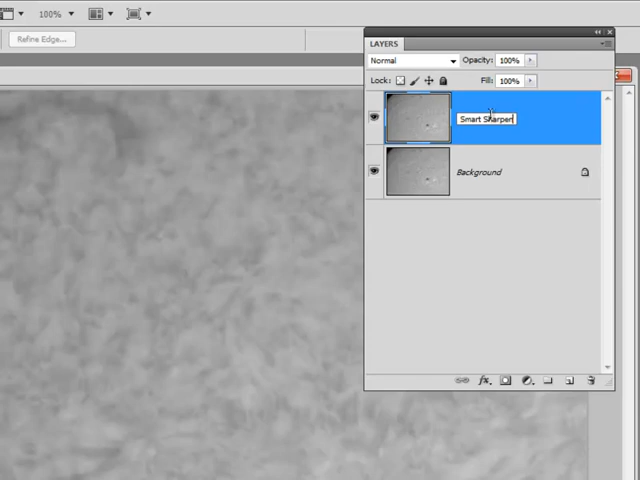 100%
Refine Edge...
LAYERS
Normal
Opacity: 100%
Lock:
Fill: 100%
Smart Sharpen
Background